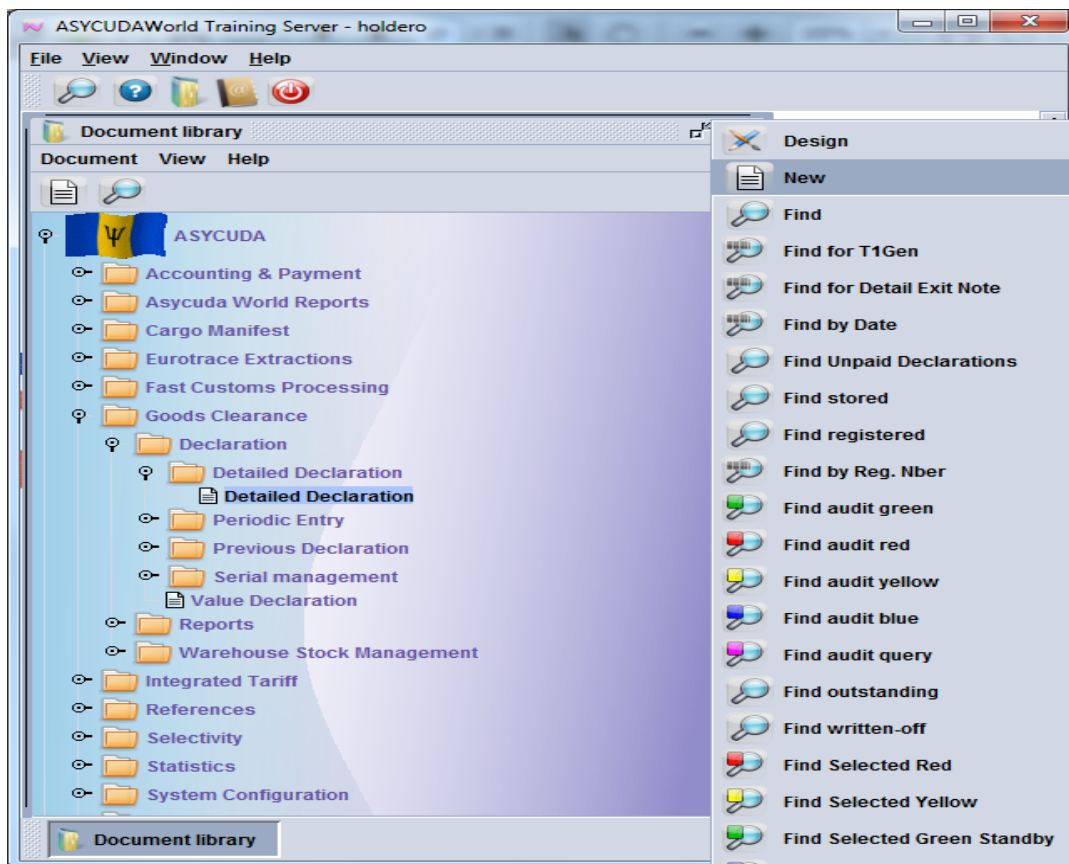 ASYCUDAWorld Training Server - holdero
File View Window Help
Document library
Document View Help
ASYCUDA
Accounting & Payment
Asycuda World Reports
Cargo Manifest
Eurotrace Extractions
Fast Customs Processing
Goods Clearance
Declaration
Detailed Declaration
Detailed Declaration
Periodic Entry
Previous Declaration
Serial management
Value Declaration
Reports
Warehouse Stock Management
Integrated Tariff
References
Selectivity
Statistics
System Configuration
Document library
Design
New
Find
Find for T1Gen
Find for Detail Exit Note
Find by Date
Find Unpaid Declarations
Find stored
Find registered
Find by Reg. Nber
Find audit green
Find audit red
Find audit yellow
Find audit blue
Find audit query
Find outstanding
Find written-off
Find Selected Red
Find Selected Yellow
Find Selected Green Standby